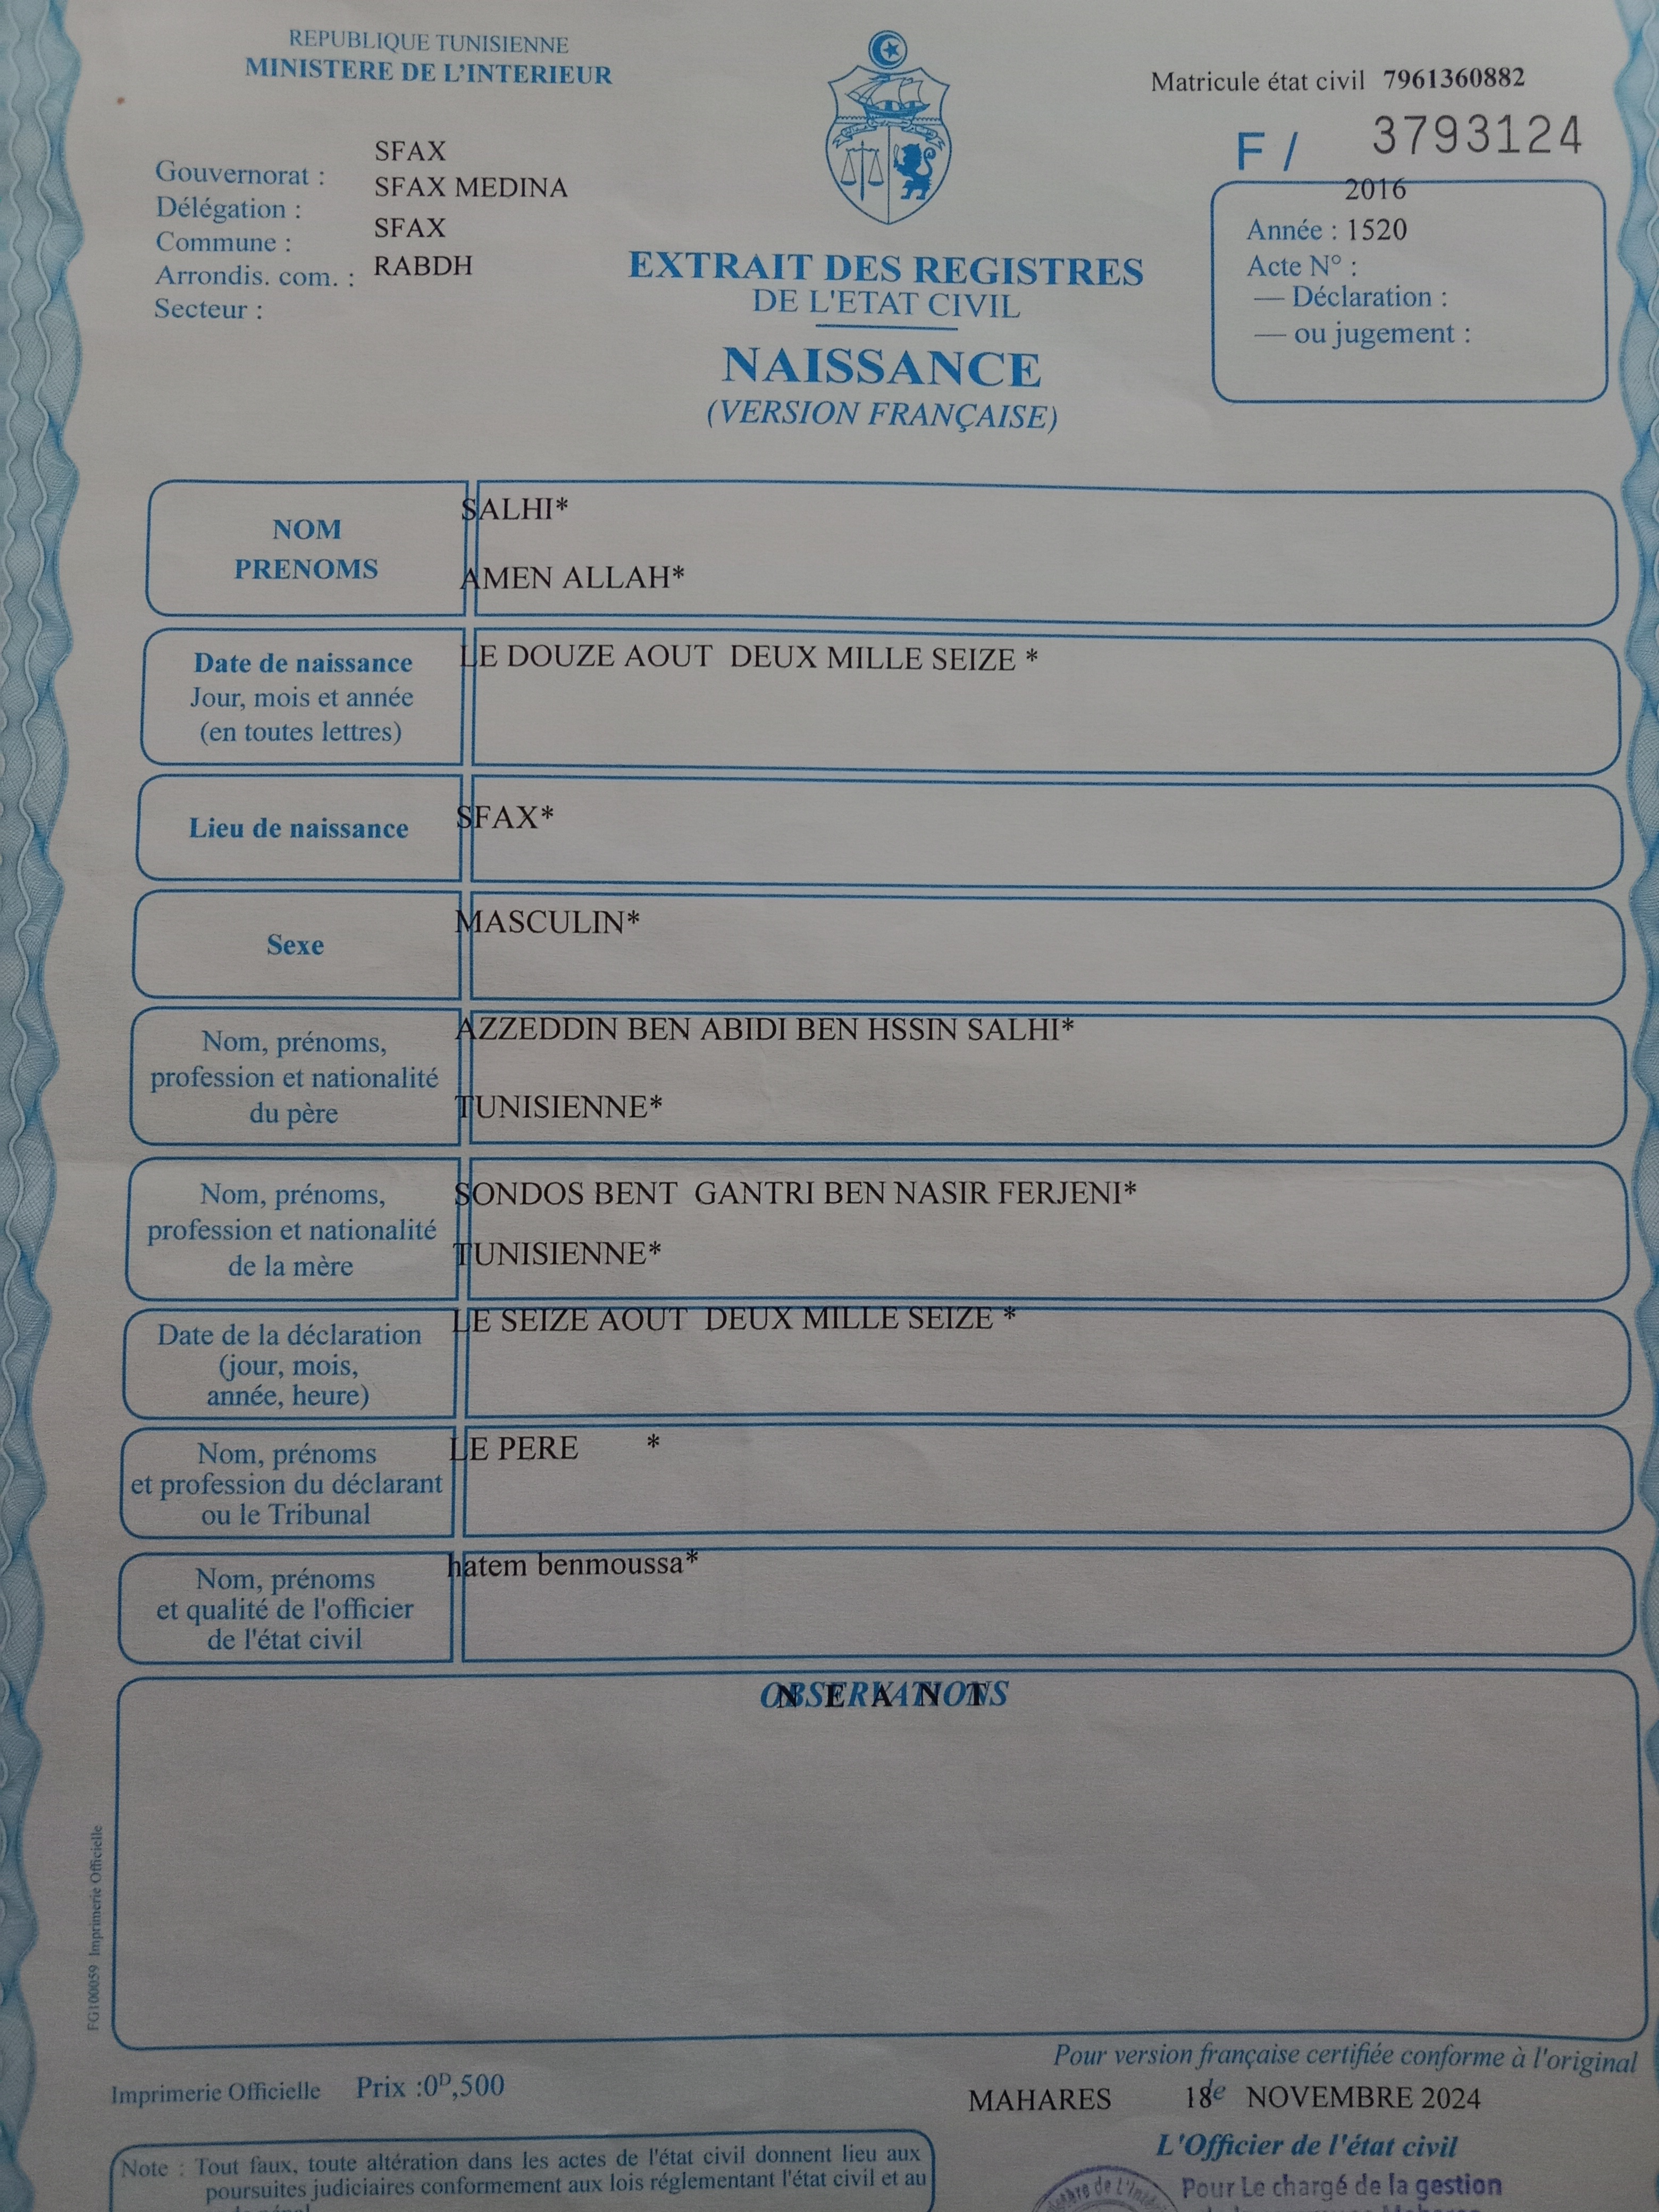 REPUBLIQUE TUNISIENNE
MINISTERE DE L'INTERIEUR
Matricule état civil 7961360882
F / 3793124
Gouvernorat : SFAX
Délégation : SFAX MEDINA
Commune : SFAX
Arrondis. com. : RABDH
Secteur :
2016
Année : 1520
Acte N° :
— Déclaration :
— ou jugement :
EXTRAIT DES REGISTRES
DE L'ETAT CIVIL
NAISSANCE
(VERSION FRANÇAISE)
NOM
PRENOMS
SALHI*
AMEN ALLAH*
Date de naissance
Jour, mois et année
(en toutes lettres)
LE DOUZE AOUT DEUX MILLE SEIZE *
Lieu de naissance
SFAX*
Sexe
MASCULIN*
Nom, prénoms,
profession et nationalité
du père
AZZEDDIN BEN ABIDI BEN HSSIN SALHI*
TUNISIENNE*
Nom, prénoms,
profession et nationalité
de la mère
SONDOS BENT GANTRI BEN NASIR FERJENI*
TUNISIENNE*
Date de la déclaration
(jour, mois,
année, heure)
LE SEIZE AOUT DEUX MILLE SEIZE *
Nom, prénoms
et profession du déclarant
ou le Tribunal
LE PERE *
Nom, prénoms
et qualité de l'officier
de l'état civil
hatem benmoussa*
OBSERVATIONS
N E A N T
FG100059 Imprimerie Officielle
Pour version française certifiée conforme à l'original
Imprimerie Officielle Prix :0D,500
MAHARES 18 le NOVEMBRE 2024
L'Officier de l'état civil
Note : Tout faux, toute altération dans les actes de l'état civil donnent lieu aux
poursuites judiciaires conformement aux lois réglementant l'état civil et au
Pour Le chargé de la gestion